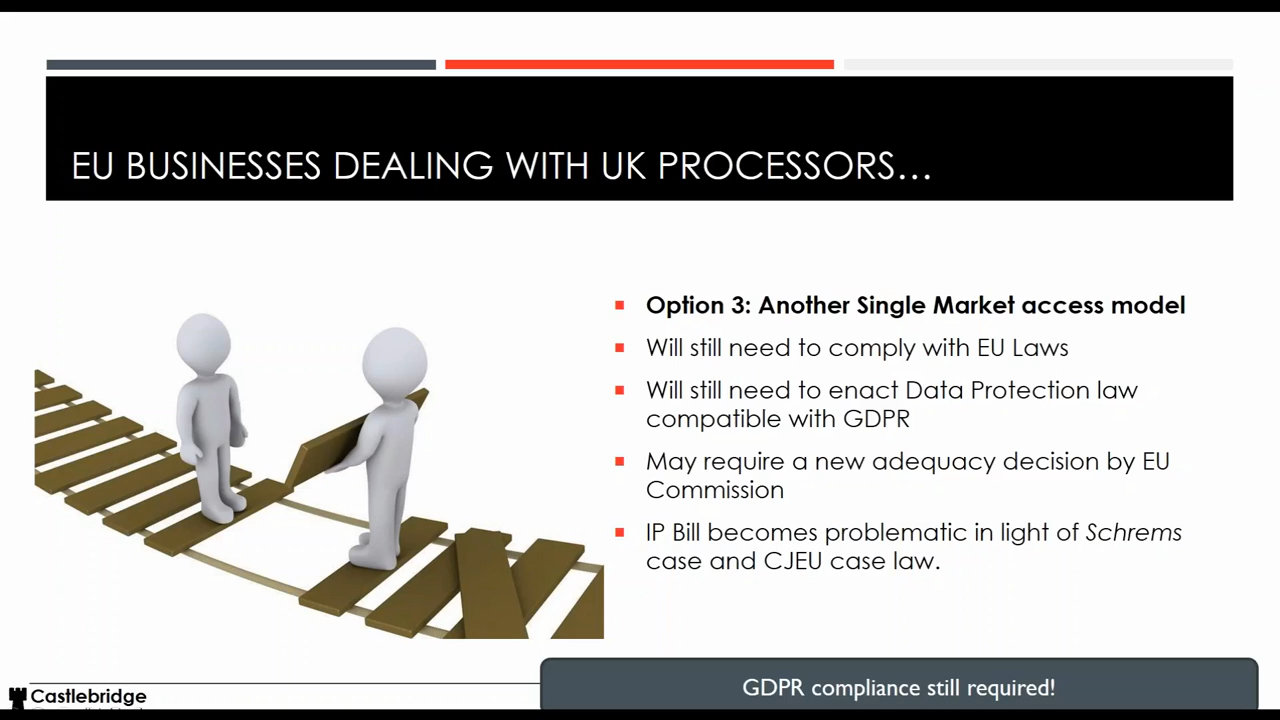 EU BUSINESSES DEALING WITH UK PROCESSORS...
Option 3: Another Single Market access model
Will still need to comply with EU Laws
Will still need to enact Data Protection law
compatible with GDPR
May require a new adequacy decision by EU
Commission
IP Bill becomes problematic in light of Schrems
case and CJEU case law.
Castlebridge
GDPR compliance still required!